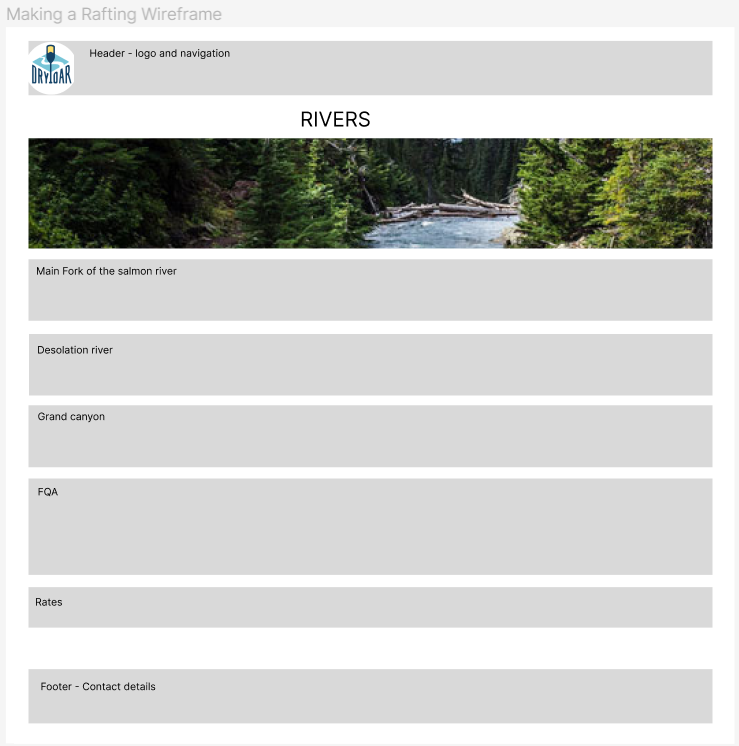 Making a Rafting Wireframe
DRYOAR
Header - logo and navigation
RIVERS
Main Fork of the salmon river
Desolation river
Grand canyon
FQA
Rates
Footer - Contact details